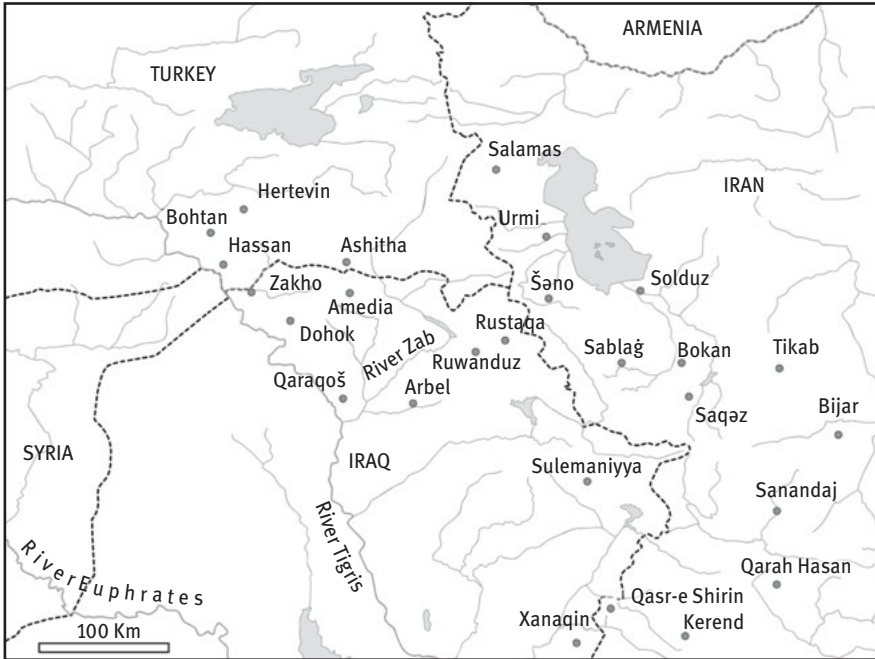 ARMENIA
TURKEY
Salamas
IRAN
Hertevin
Urmi
Bohtan
Hassan
Ashitha
Zakho
Šəno
Solduz
Amedia
Dohok
Rustaqa
River Zab
Ruwanduz
Sablaġ
Bokan
Tikab
Qaraqoš
Arbel
Saqəz
Bijar
SYRIA
IRAQ
Sulemaniyya
Sanandaj
River Tigris
River Euphrates
Qarah Hasan
Qasr-e Shirin
Xanaqin
Kerend
100 Km